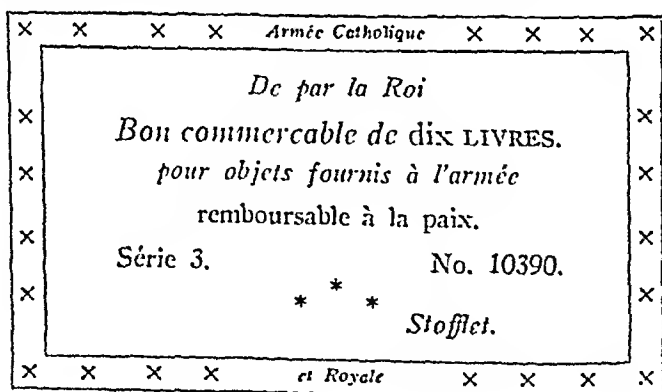 Armée Catholique
De par la Roi
Bon commercable de dix LIVRES.
pour objets fournis à l'armée
remboursable à la paix.
Série 3. No. 10390.
* * *
Stofflet.
et Royale